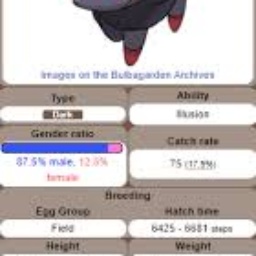 Images on the Bulbagarden Archives
Type
Ability
Dark
Illusion
Gender ratio
Catch rate
87.5% male, 12.5%
female
75 (17.5%)
Breeding
Egg Group
Hatch time
Field
6425 - 6681 steps
Height
Weight